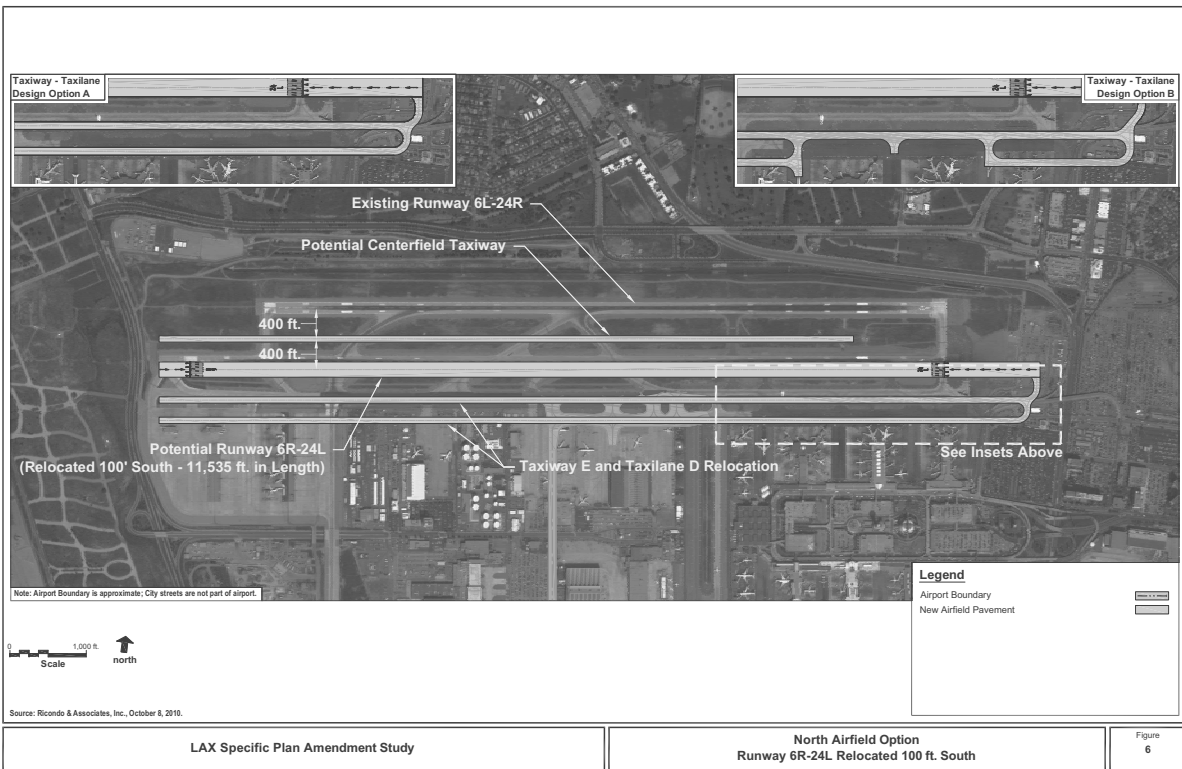 Taxiway - Taxilane
Design Option A
Taxiway - Taxilane
Design Option B
Existing Runway 6L-24R
Potential Centerfield Taxiway
400 ft.
400 ft.
Potential Runway 6R-24L
(Relocated 100' South - 11,535 ft. in Length)
Taxiway E and Taxilane D Relocation
See Insets Above
Note: Airport Boundary is approximate; City streets are not part of airport.
Legend
Airport Boundary
New Airfield Pavement
0
1,000 ft.
Scale
north
Source: Ricondo & Associates, Inc., October 8, 2010.
LAX Specific Plan Amendment Study
North Airfield Option
Runway 6R-24L Relocated 100 ft. South
Figure
6